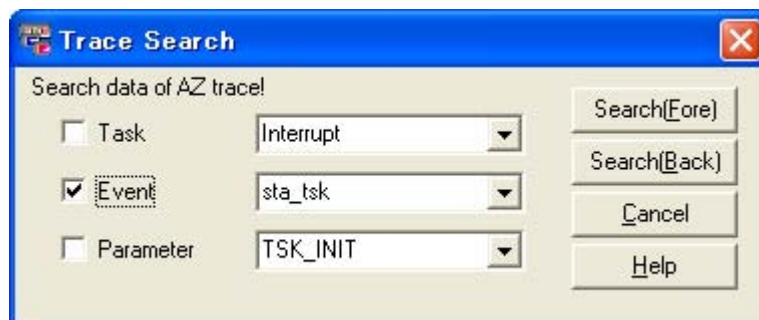 Trace Search
Search data of AZ trace!
Task
Interrupt
Event
sta_tsk
Parameter
TSK_INIT
Search(Fore)
Search(Back)
Cancel
Help